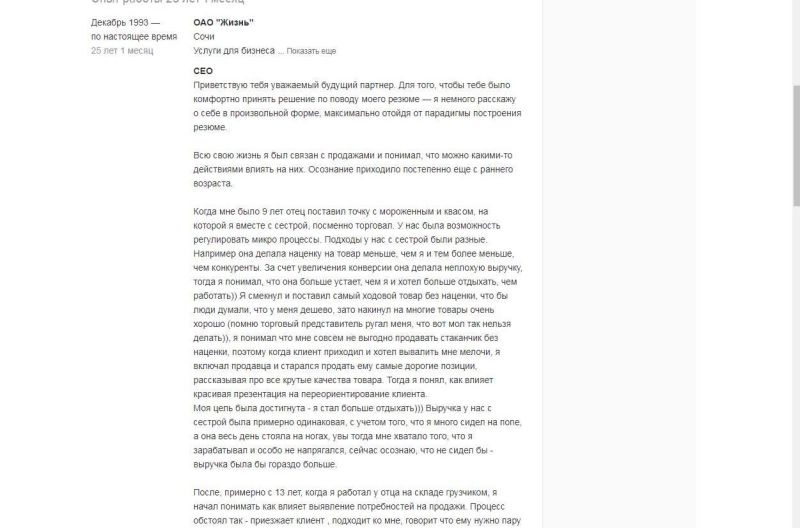 Опыт работы 25 лет 1 месяц
Декабрь 1993 —
по настоящее время
25 лет 1 месяц
ОАО "Жизнь"
Сочи
Услуги для бизнеса ... Показать еще
CEO
Приветствую тебя уважаемый будущий партнер. Для того, чтобы тебе было
комфортно принять решение по поводу моего резюме — я немного расскажу
о себе в произвольной форме, максимально отойдя от парадигмы построения
резюме.
Всю свою жизнь я был связан с продажами и понимал, что можно какими-то
действиями влиять на них. Осознание приходило постепенно еще с раннего
возраста.
Когда мне было 9 лет отец поставил точку с мороженным и квасом, на
которой я вместе с сестрой, посменно торговал. У нас была возможность
регулировать микро процессы. Подходы у нас с сестрой были разные.
Например она делала наценку на товар меньше, чем я и тем более меньше,
чем конкуренты. За счет увеличения конверсии она делала неплохую выручку,
тогда я понимал, что она больше устает, чем я и хотел больше отдыхать, чем
работать)) Я смекнул и поставил самый ходовой товар без наценки, что бы
люди думали, что у меня дешево, зато накинул на многие товары очень
хорошо (помню торговый представитель ругал меня, что вот мол так нельзя
делать)), я понимал что мне совсем не выгодно продавать стаканчик без
наценки, поэтому когда клиент приходил и хотел вывалить мне мелочи, я
включал продавца и старался продать ему самые дорогие позиции,
рассказывая про все крутые качества товара. Тогда я понял, как влияет
красивая презентация на переориентирование клиента.
Моя цель была достигнута - я стал больше отдыхать))) Выручка у нас с
сестрой была примерно одинаковая, с учетом того, что я много сидел на попе,
а она весь день стояла на ногах, увы тогда мне хватало того, что я
зарабатывал и особо не напрягался, сейчас осознаю, что не сидел бы -
выручка была бы гораздо больше.
После, примерно с 13 лет, когда я работал у отца на складе грузчиком, я
начал понимать как влияет выявление потребностей на продажи. Процесс
обстоял так - приезжает клиент , подходит ко мне, говорит что ему нужно пару